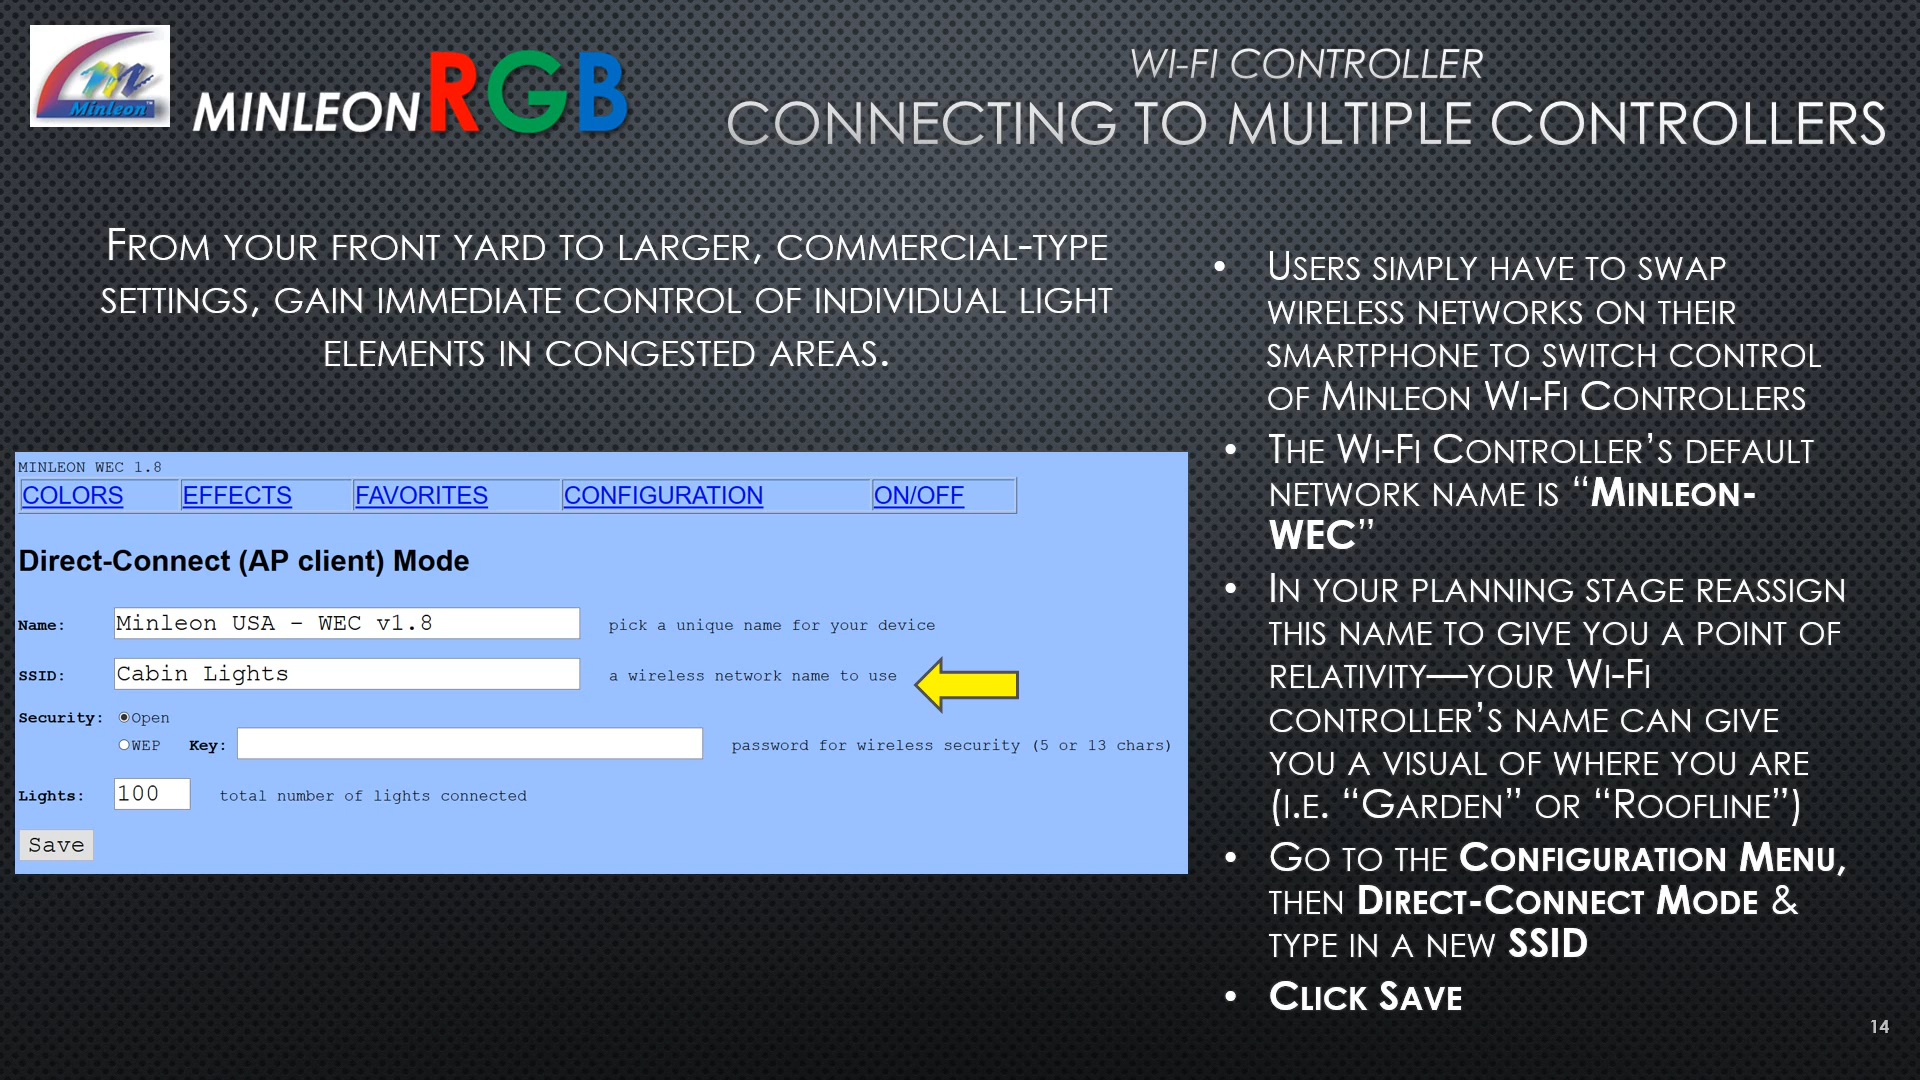 Minleon™
MINLEON RGB
WI-FI CONTROLLER
CONNECTING TO MULTIPLE CONTROLLERS
FROM YOUR FRONT YARD TO LARGER, COMMERCIAL-TYPE
SETTINGS, GAIN IMMEDIATE CONTROL OF INDIVIDUAL LIGHT
ELEMENTS IN CONGESTED AREAS.
MINLEON WEC 1.8
COLORS EFFECTS FAVORITES CONFIGURATION ON/OFF
Direct-Connect (AP client) Mode
Name: Minleon USA - WEC v1.8 pick a unique name for your device
SSID: Cabin Lights a wireless network name to use
Security: Open
WEP Key: password for wireless security (5 or 13 chars)
Lights: 100 total number of lights connected
Save
• USERS SIMPLY HAVE TO SWAP
WIRELESS NETWORKS ON THEIR
SMARTPHONE TO SWITCH CONTROL
OF MINLEON WI-FI CONTROLLERS
• THE WI-FI CONTROLLER’S DEFAULT
NETWORK NAME IS “MINLEON-
WEC”
• IN YOUR PLANNING STAGE REASSIGN
THIS NAME TO GIVE YOU A POINT OF
RELATIVITY—YOUR WI-FI
CONTROLLER’S NAME CAN GIVE
YOU A VISUAL OF WHERE YOU ARE
(I.E. “GARDEN” OR “ROOFLINE”)
• GO TO THE CONFIGURATION MENU,
THEN DIRECT-CONNECT MODE &
TYPE IN A NEW SSID
• CLICK SAVE
14